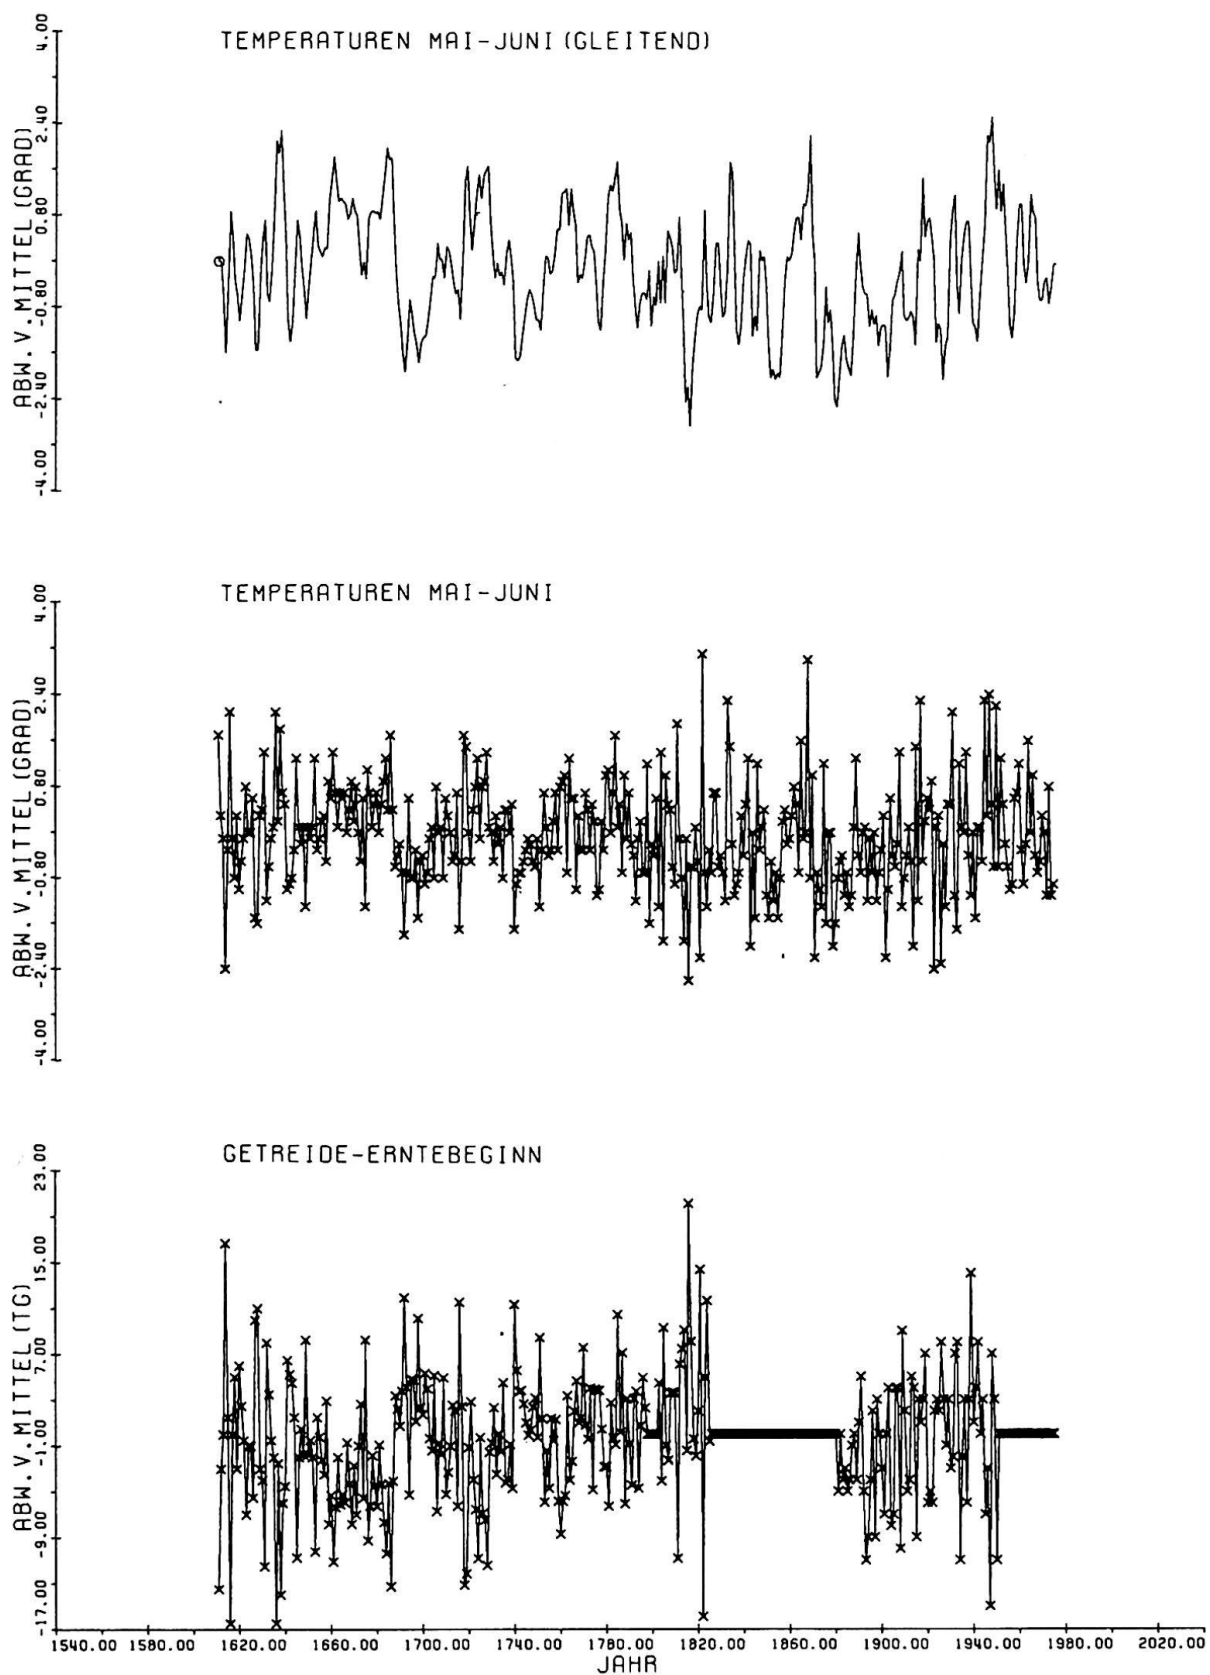 TEMPERATUREN MAI-JUNI (GLEITEND)
ABW. V. MITTEL (GRAD)
4.00
2.40
0.80
-0.80
-2.40
-4.00
TEMPERATUREN MAI-JUNI
ABW. V. MITTEL (GRAD)
4.00
2.40
0.80
-0.80
-2.40
-4.00
GETREIDE-ERNTEBEGINN
ABW. V. MITTEL (TG)
23.00
15.00
7.00
-1.00
-9.00
-17.00
1540.00 1580.00 1620.00 1660.00 1700.00 1740.00 1780.00 1820.00 1860.00 1900.00 1940.00 1980.00 2020.00
JAHR